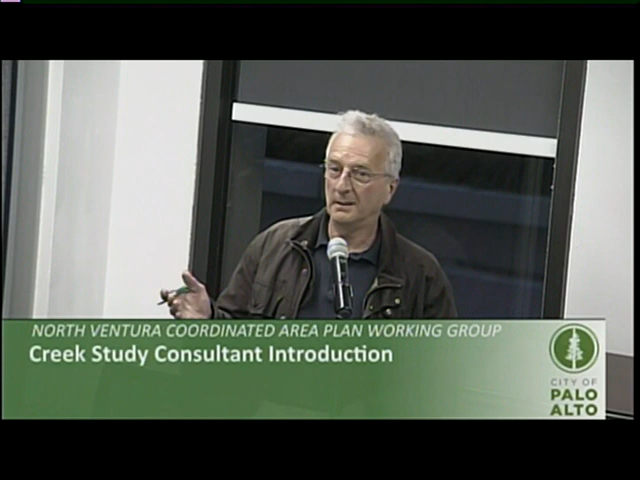 NORTH VENTURA COORDINATED AREA PLAN WORKING GROUP
Creek Study Consultant Introduction
CITY OF
PALO
ALTO